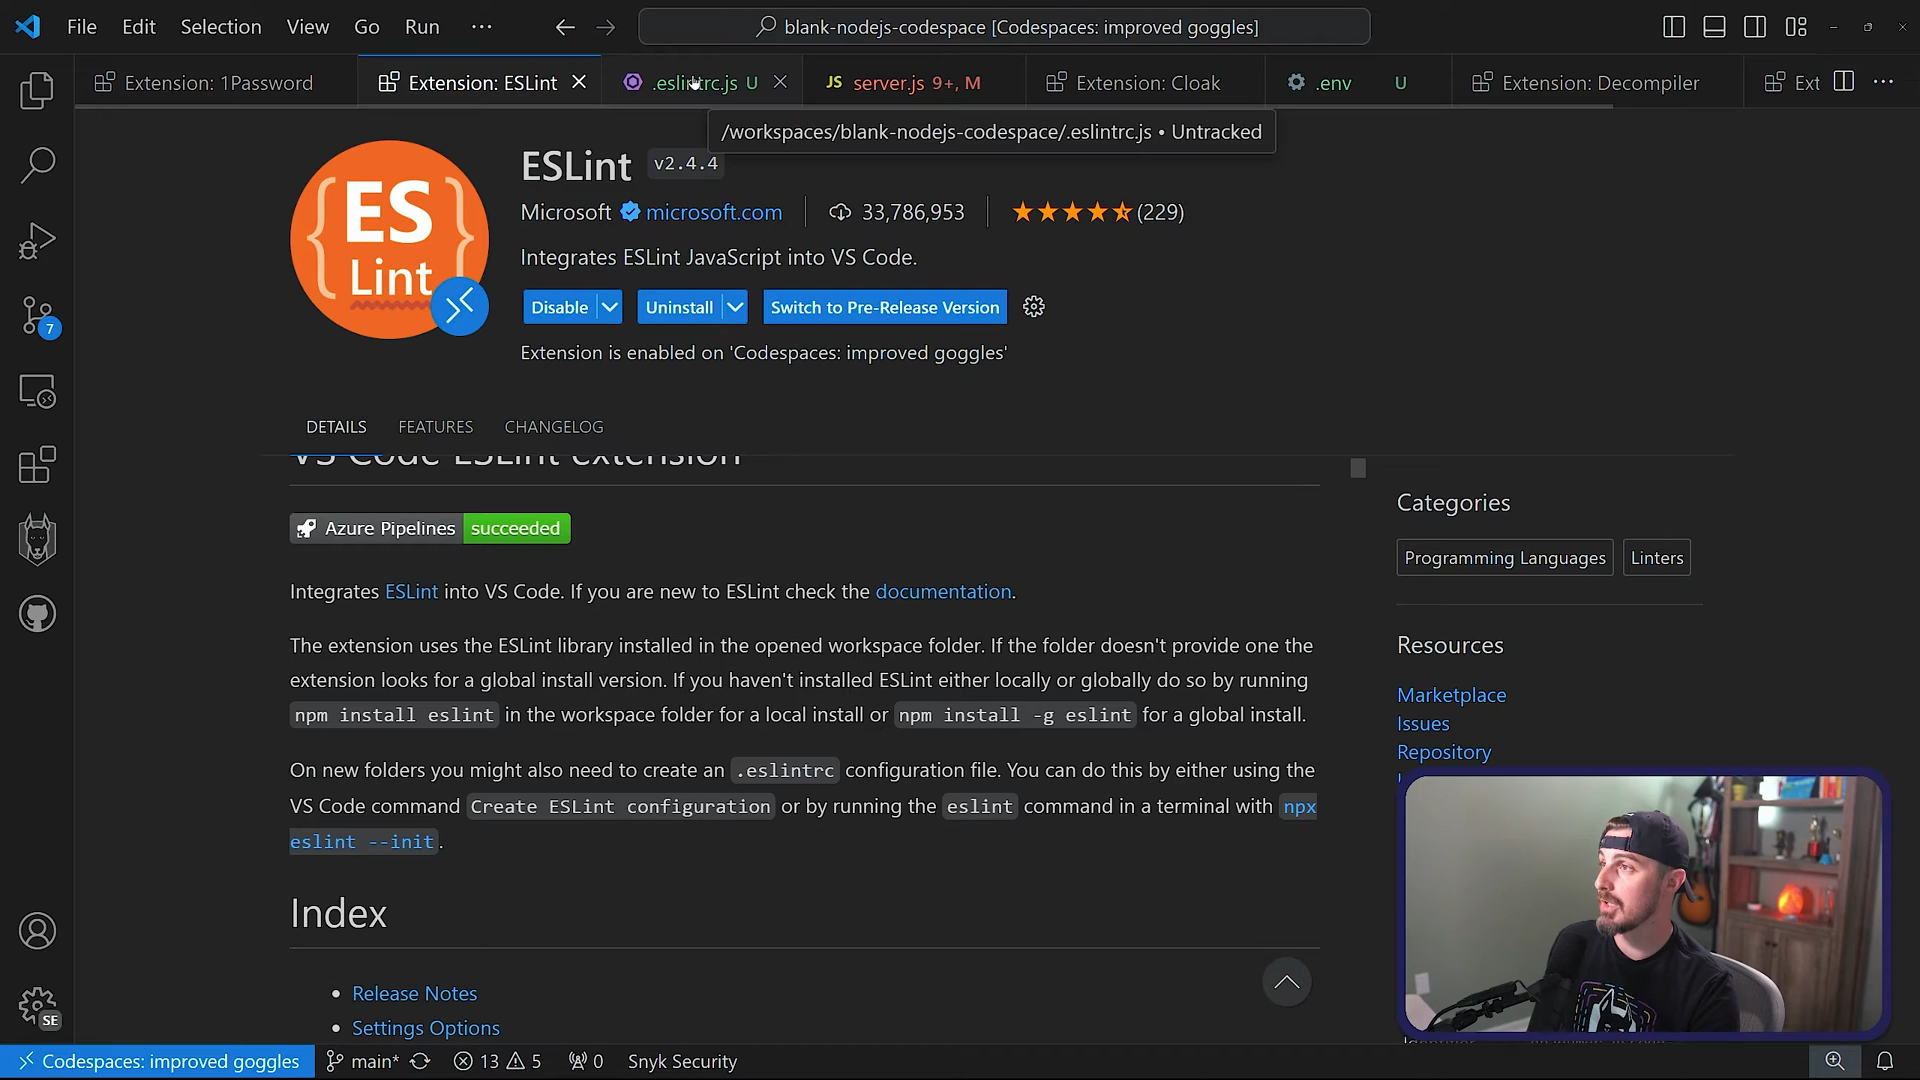 File Edit Selection View Go Run ··· blank-nodejs-codespace [Codespaces: improved goggles]
Extension: 1Password Extension: ESLint .eslintrc.js U JS server.js 9+, M Extension: Cloak .env U Extension: Decompiler Ext
/workspaces/blank-nodejs-codespace/.eslintrc.js • Untracked
{ES Lint}
ESLint v2.4.4
Microsoft microsoft.com 33,786,953 (229)
Integrates ESLint JavaScript into VS Code.
Disable Uninstall Switch to Pre-Release Version
Extension is enabled on 'Codespaces: improved goggles'
DETAILS FEATURES CHANGELOG
VS Code ESLint extension
Azure Pipelines succeeded
Integrates ESLint into VS Code. If you are new to ESLint check the documentation.
The extension uses the ESLint library installed in the opened workspace folder. If the folder doesn't provide one the
extension looks for a global install version. If you haven't installed ESLint either locally or globally do so by running
npm install eslint in the workspace folder for a local install or npm install -g eslint for a global install.
On new folders you might also need to create an .eslintrc configuration file. You can do this by either using the
VS Code command Create ESLint configuration or by running the eslint command in a terminal with npx
eslint --init.
Index
• Release Notes
• Settings Options
Categories
Programming Languages Linters
Resources
Marketplace
Issues
Repository
7
SE
Codespaces: improved goggles main* 13 5 0 Snyk Security